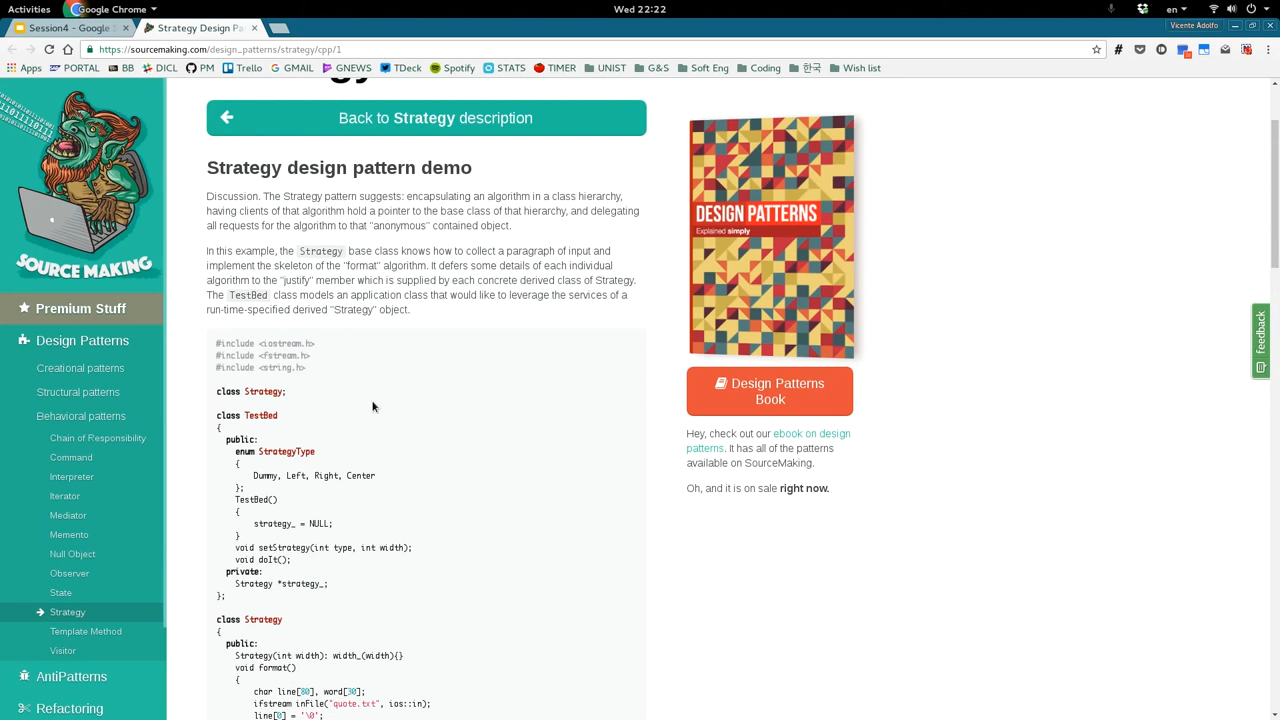 Activities
Google Chrome
Wed 22:22
en
Session4 - Google
Strategy Design Pa
Vicente Adolfo
https://sourcemaking.com/design_patterns/strategy/cpp/1
Apps
PORTAL
BB
DICL
PM
Trello
GMAIL
GNEWS
TDeck
Spotify
STATS
TIMER
UNIST
G&S
Soft Eng
Coding
한국
Wish list
SOURCE MAKING
Premium Stuff
Design Patterns
Creational patterns
Structural patterns
Behavioral patterns
Chain of Responsibility
Command
Interpreter
Iterator
Mediator
Memento
Null Object
Observer
State
Strategy
Template Method
Visitor
AntiPatterns
Refactoring
Back to Strategy description
Strategy design pattern demo
Discussion. The Strategy pattern suggests: encapsulating an algorithm in a class hierarchy,
having clients of that algorithm hold a pointer to the base class of that hierarchy, and delegating
all requests for the algorithm to that "anonymous" contained object.
In this example, the Strategy base class knows how to collect a paragraph of input and
implement the skeleton of the "format" algorithm. It defers some details of each individual
algorithm to the "justify" member which is supplied by each concrete derived class of Strategy.
The TestBed class models an application class that would like to leverage the services of a
run-time-specified derived "Strategy" object.
#include <iostream.h>
#include <fstream.h>
#include <string.h>
class Strategy;
class TestBed
{
public:
enum StrategyType
{
Dummy, Left, Right, Center
};
TestBed()
{
strategy_ = NULL;
}
void setStrategy(int type, int width);
void doIt();
private:
Strategy *strategy_;
};
class Strategy
{
public:
Strategy(int width): width_(width){}
void format()
{
char line[80], word[30];
ifstream inFile("quote.txt", ios::in);
line[0] = '\0';
DESIGN PATTERNS
Explained simply
Design Patterns
Book
Hey, check out our ebook on design
patterns. It has all of the patterns
available on SourceMaking.
Oh, and it is on sale right now.
feedback